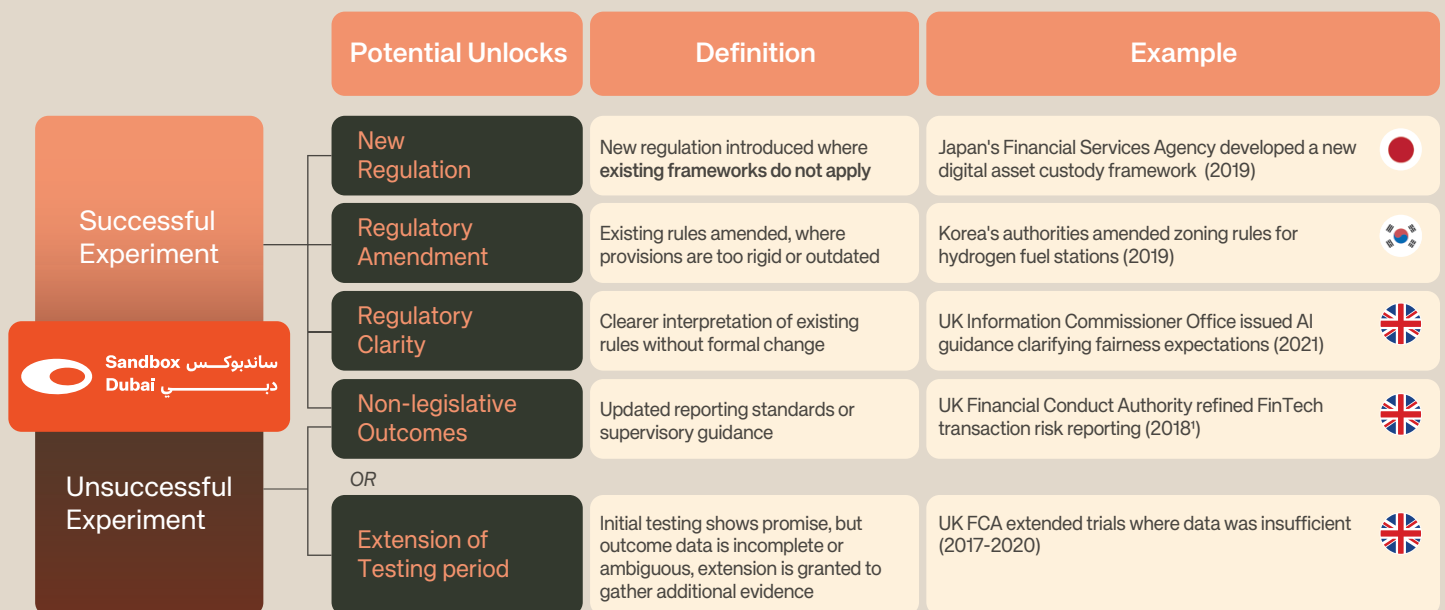 Potential Unlocks
Definition
Example
Successful
Experiment
Sandbox ساندبوكــس
Dubai دبــــــــــــي
Unsuccessful
Experiment
New
Regulation
New regulation introduced where
existing frameworks do not apply
Japan's Financial Services Agency developed a new
digital asset custody framework (2019)
Regulatory
Amendment
Existing rules amended, where
provisions are too rigid or outdated
Korea's authorities amended zoning rules for
hydrogen fuel stations (2019)
Regulatory
Clarity
Clearer interpretation of existing
rules without formal change
UK Information Commissioner Office issued AI
guidance clarifying fairness expectations (2021)
Non-legislative
Outcomes
Updated reporting standards or
supervisory guidance
UK Financial Conduct Authority refined FinTech
transaction risk reporting (2018¹)
OR
Extension of
Testing period
Initial testing shows promise, but
outcome data is incomplete or
ambiguous, extension is granted to
gather additional evidence
UK FCA extended trials where data was insufficient
(2017-2020)